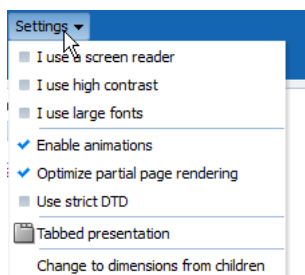 Settings
I use a screen reader
I use high contrast
I use large fonts
Enable animations
Optimize partial page rendering
Use strict DTD
Tabbed presentation
Change to dimensions from children